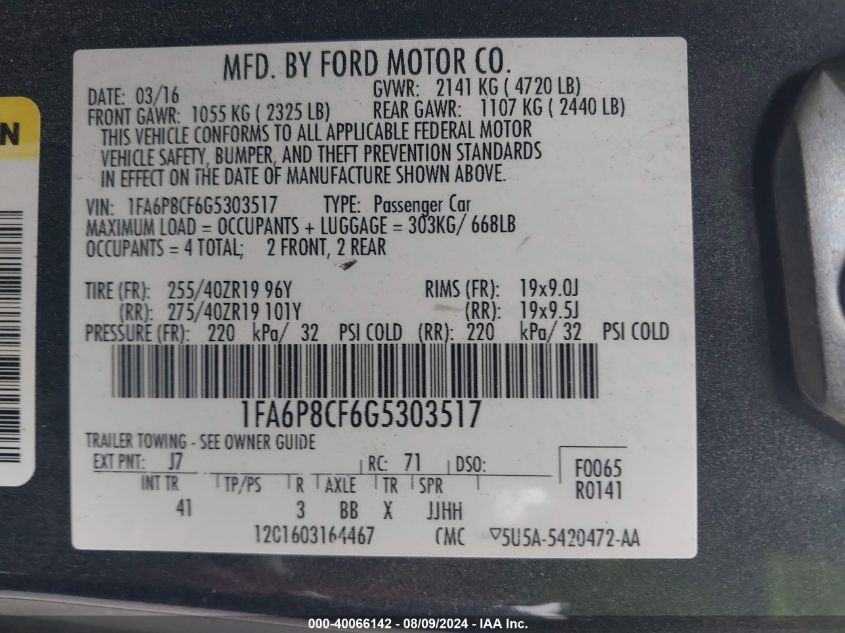 MFD. BY FORD MOTOR CO.
DATE: 03/16 GVWR: 2141 KG ( 4720 LB)
FRONT GAWR: 1055 KG ( 2325 LB) REAR GAWR: 1107 KG ( 2440 LB)
THIS VEHICLE CONFORMS TO ALL APPLICABLE FEDERAL MOTOR
VEHICLE SAFETY, BUMPER, AND THEFT PREVENTION STANDARDS
IN EFFECT ON THE DATE OF MANUFACTURE SHOWN ABOVE.
VIN: 1FA6P8CF6G5303517 TYPE: Passenger Car
MAXIMUM LOAD = OCCUPANTS + LUGGAGE = 303KG/ 668LB
OCCUPANTS = 4 TOTAL; 2 FRONT, 2 REAR
TIRE (FR): 255/40ZR19 96Y RIMS (FR): 19x9.0J
(RR): 275/40ZR19 101Y (RR): 19x9.5J
PRESSURE (FR): 220 kPa/ 32 PSI COLD (RR): 220 kPa/ 32 PSI COLD
1FA6P8CF6G5303517
TRAILER TOWING - SEE OWNER GUIDE
EXT PNT: J7 RC: 71 DSO: F0065
INT TR TP/PS R AXLE TR SPR R0141
41 3 BB X JJHH
12C1603164467 CMC ▽5U5A-5420472-AA
N
000-40066142 - 08/09/2024 - IAA Inc.